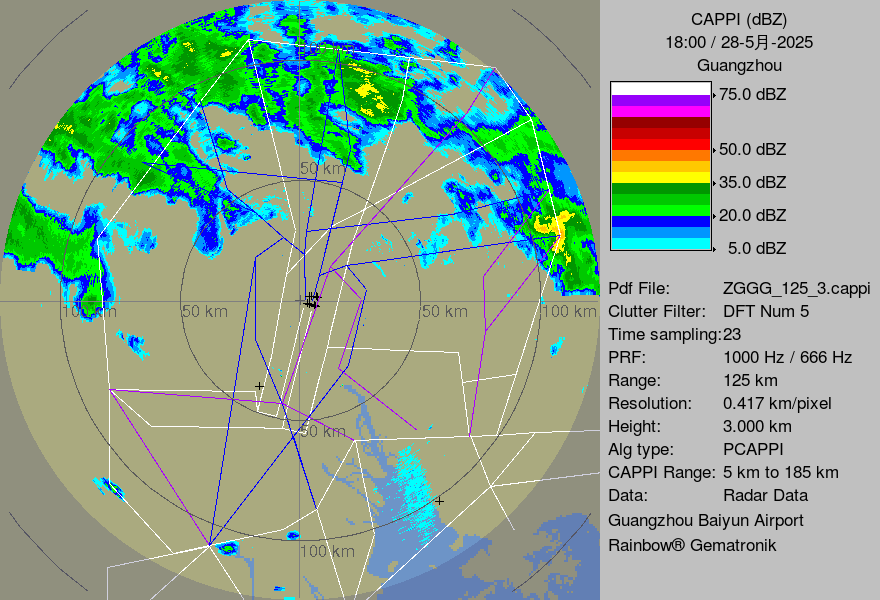 CAPPI (dBZ)
18:00 / 28-5月-2025
Guangzhou
75.0 dBZ
50.0 dBZ
35.0 dBZ
20.0 dBZ
5.0 dBZ
Pdf File: ZGGG_125_3.cappi
Clutter Filter: DFT Num 5
Time sampling:23
PRF: 1000 Hz / 666 Hz
Range: 125 km
Resolution: 0.417 km/pixel
Height: 3.000 km
Alg type: PCAPPI
CAPPI Range: 5 km to 185 km
Data: Radar Data
Guangzhou Baiyun Airport
Rainbow® Gematronik
50 km
100 km
50 km
50 km
100 km
50 km
100 km